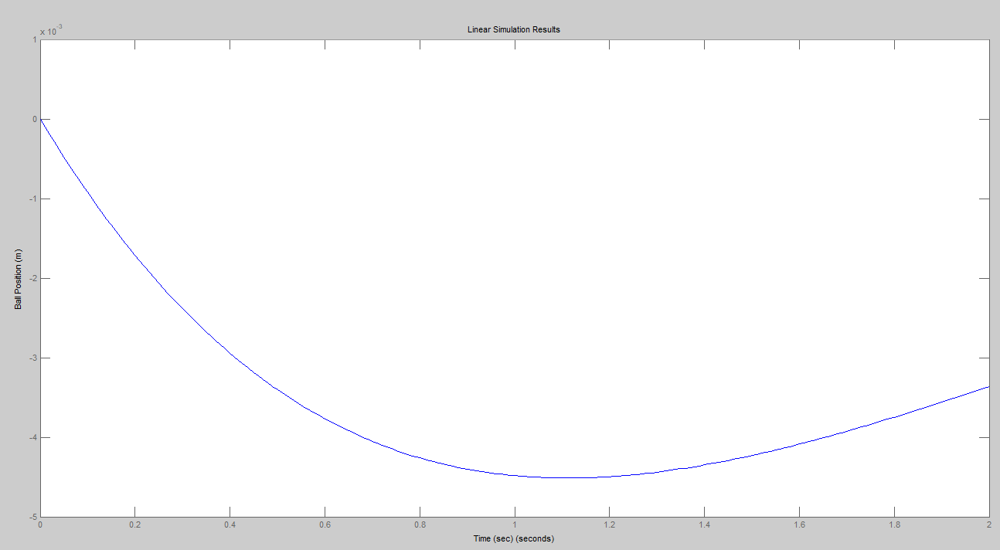 Linear Simulation Results
x 10^-3
1
0
-1
-2
-3
-4
-5
Ball Position (m)
0 0.2 0.4 0.6 0.8 1 1.2 1.4 1.6 1.8 2
Time (sec) (seconds)